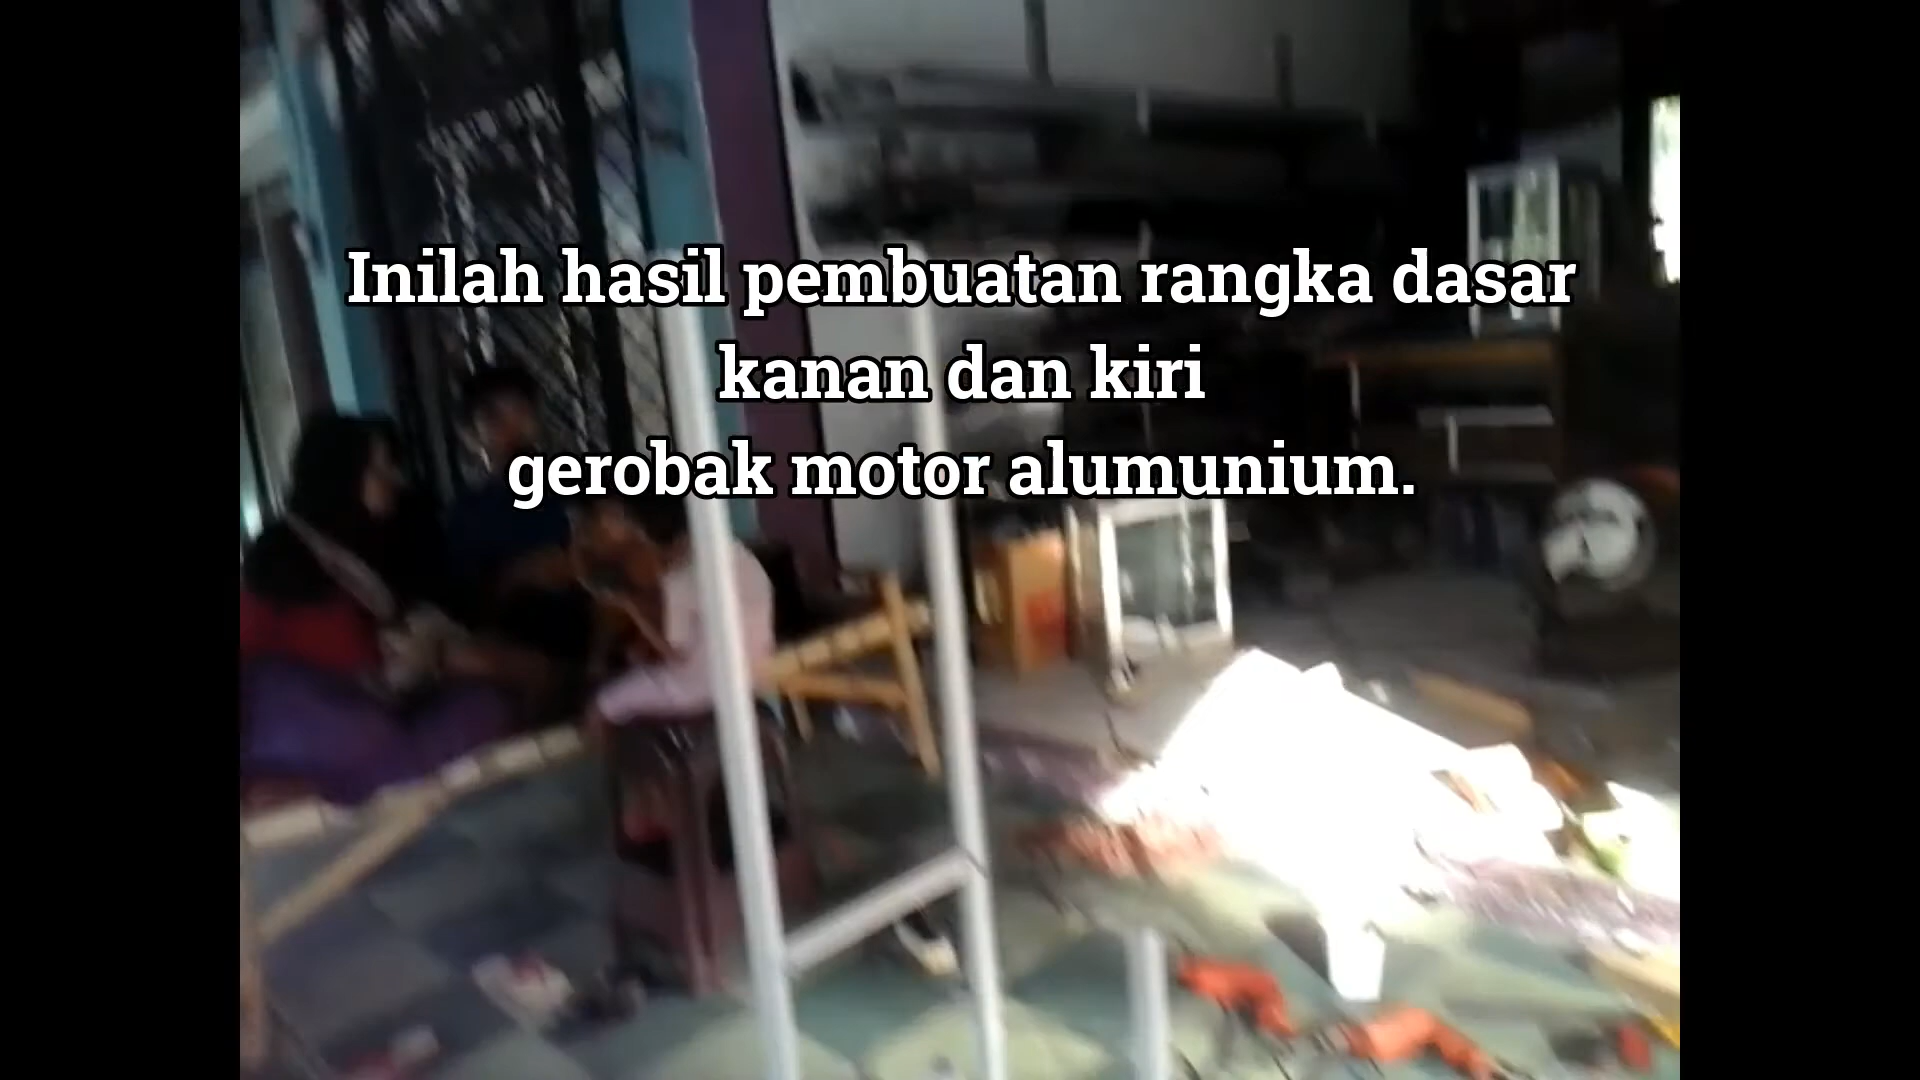 Inilah hasil pembuatan rangka dasar
kanan dan kiri
gerobak motor alumunium.